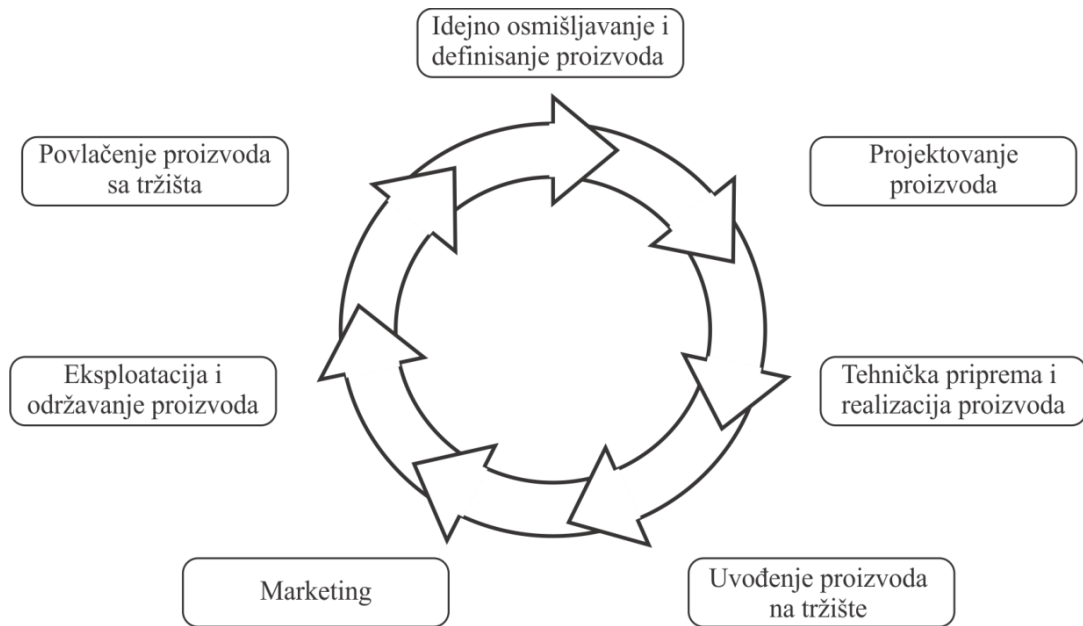 Idejno osmišljavanje i
definisanje proizvoda
Projektovanje
proizvoda
Tehnička priprema i
realizacija proizvoda
Uvođenje proizvoda
na tržište
Marketing
Eksploatacija i
održavanje proizvoda
Povlačenje proizvoda
sa tržišta